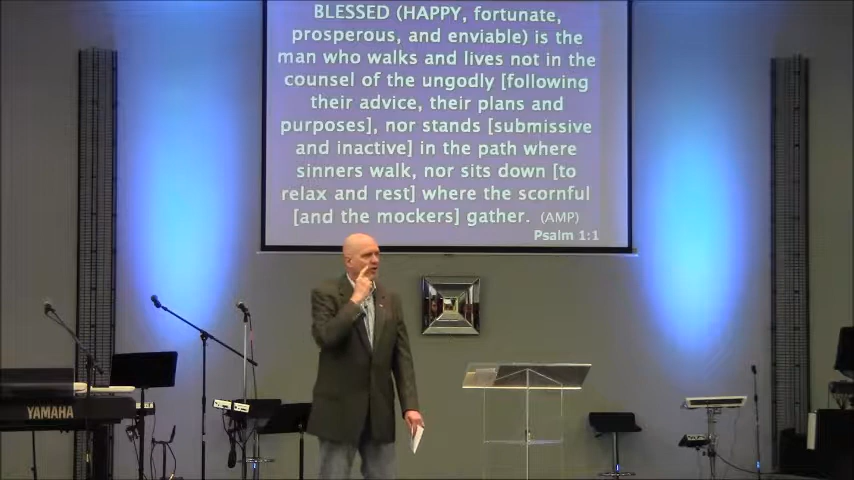 BLESSED (HAPPY, fortunate,
prosperous, and enviable) is the
man who walks and lives not in the
counsel of the ungodly [following
their advice, their plans and
purposes], nor stands [submissive
and inactive] in the path where
sinners walk, nor sits down [to
relax and rest] where the scornful
[and the mockers] gather. (AMP)
Psalm 1:1
YAMAHA